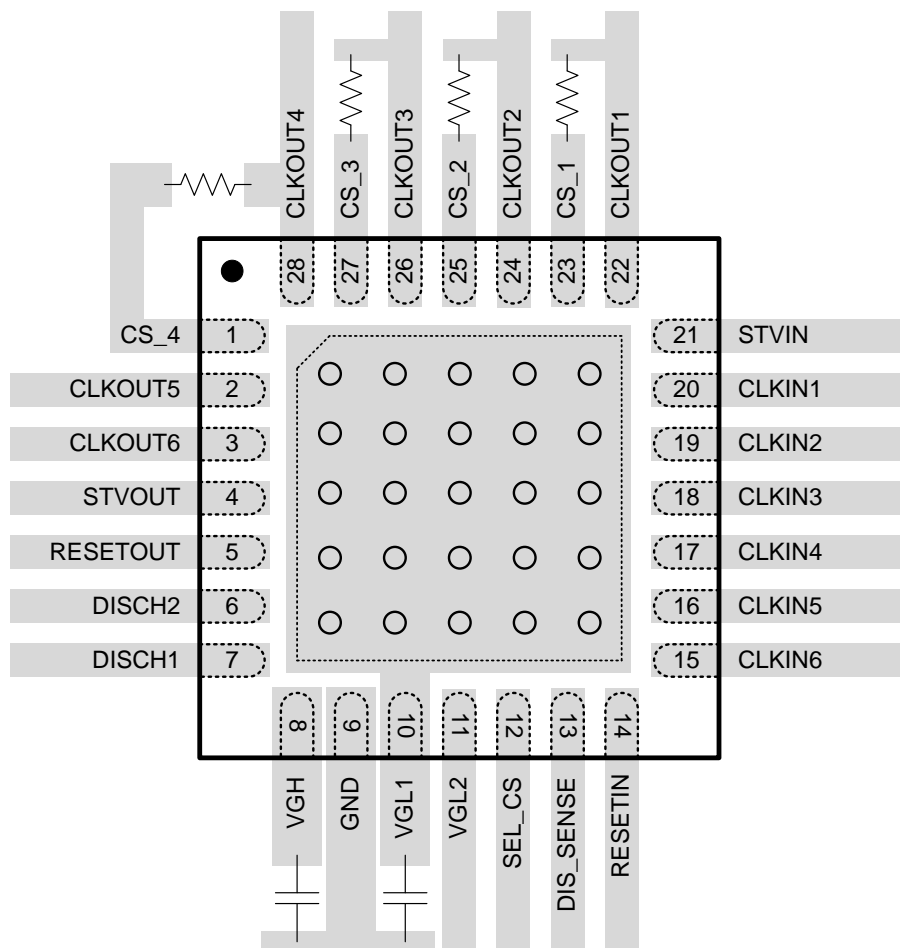 CLKOUT4
CS_3
CLKOUT3
CS_2
CLKOUT2
CS_1
CLKOUT1
28
27
26
25
24
23
22
CS_4 1
21 STVIN
CLKOUT5 2
20 CLKIN1
CLKOUT6 3
19 CLKIN2
STVOUT 4
18 CLKIN3
RESETOUT 5
17 CLKIN4
DISCH2 6
16 CLKIN5
DISCH1 7
15 CLKIN6
8
9
10
11
12
13
14
VGH
GND
VGL1
VGL2
SEL_CS
DIS_SENSE
RESETIN